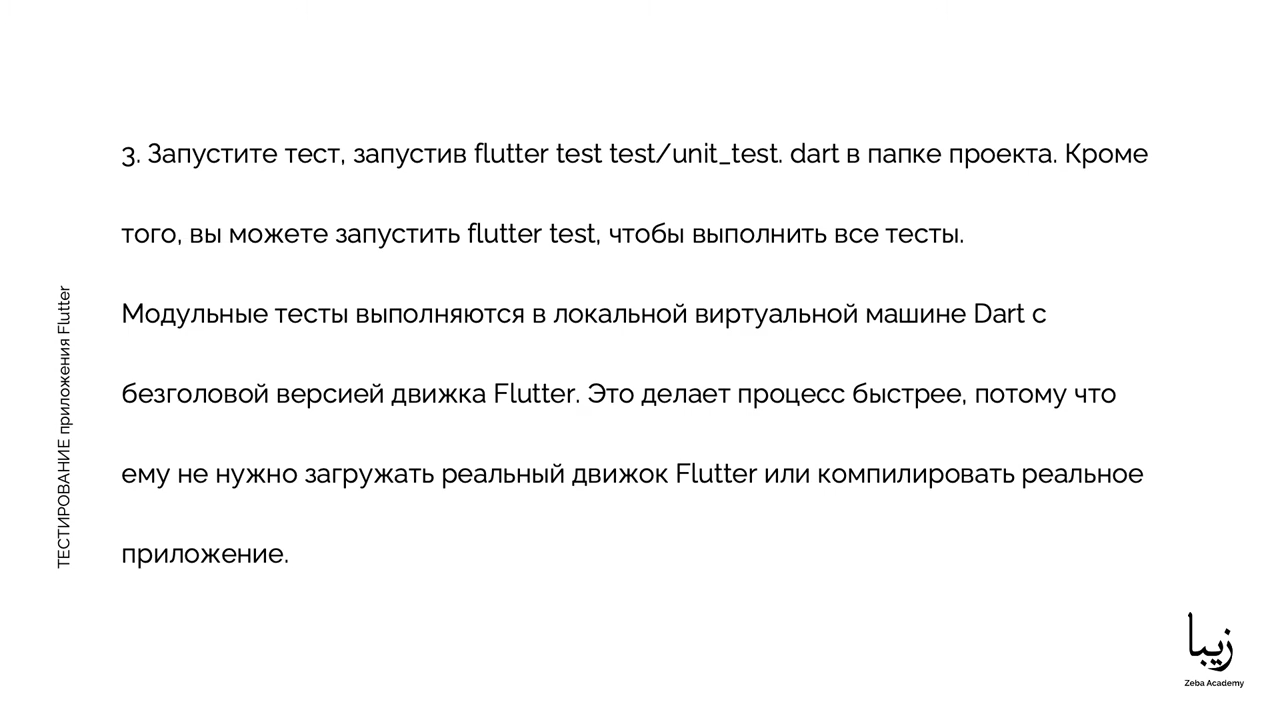 3. Запустите тест, запустив flutter test test/unit_test. dart в папке проекта. Кроме
того, вы можете запустить flutter test, чтобы выполнить все тесты.
Модульные тесты выполняются в локальной виртуальной машине Dart с
безголовой версией движка Flutter. Это делает процесс быстрее, потому что
ему не нужно загружать реальный движок Flutter или компилировать реальное
приложение.
ТЕСТИРОВАНИЕ приложения Flutter
زیبا
Zeba Academy